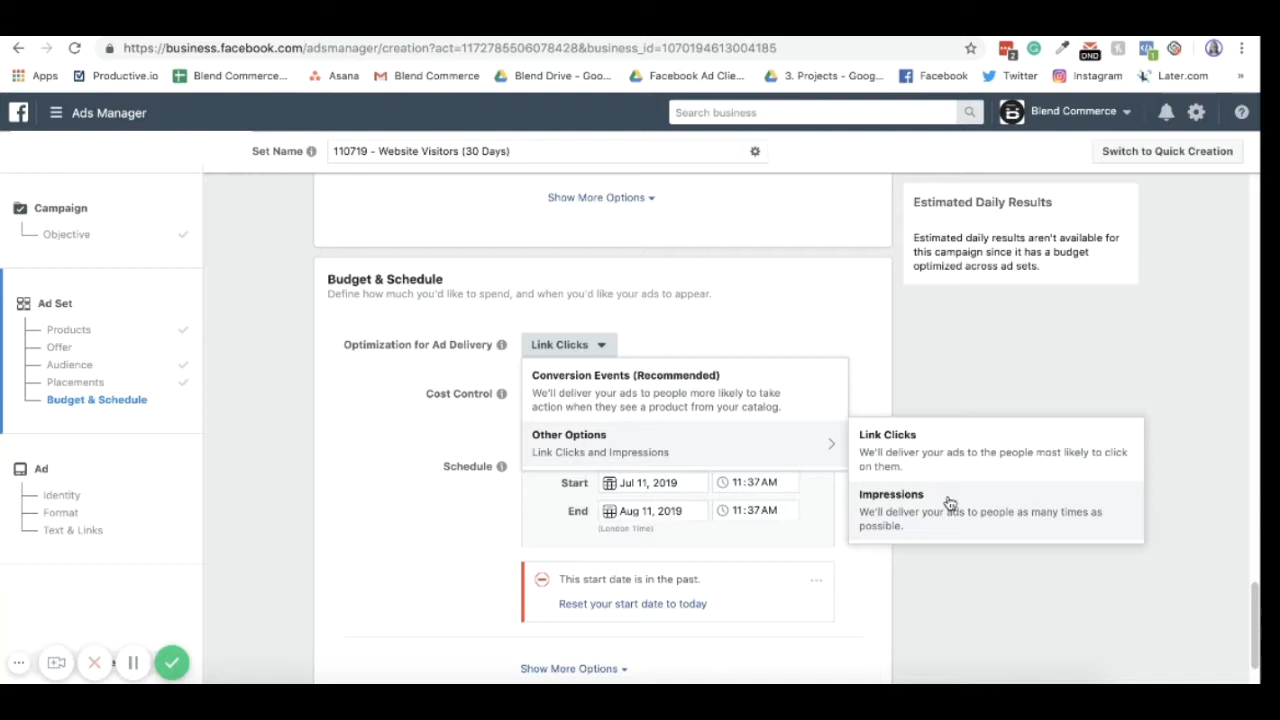 https://business.facebook.com/adsmanager/creation?act=1172785506078428&business_id=1070194613004185
2
DND
1
Apps
Productive.io
Blend Commerce...
Asana
Blend Commerce
Blend Drive - Goo...
Facebook Ad Clie...
3. Projects - Goog...
Facebook
Twitter
Instagram
Later.com
»
Ads Manager
Search business
Blend Commerce
Set Name
110719 - Website Visitors (30 Days)
Switch to Quick Creation
Campaign
Objective
Ad Set
Products
Offer
Audience
Placements
Budget & Schedule
Ad
Identity
Format
Text & Links
Show More Options
Budget & Schedule
Define how much you'd like to spend, and when you'd like your ads to appear.
Optimization for Ad Delivery
Link Clicks
Conversion Events (Recommended)
We'll deliver your ads to people more likely to take
action when they see a product from your catalog.
Other Options
Link Clicks and Impressions
Link Clicks
We'll deliver your ads to the people most likely to click
on them.
Impressions
We'll deliver your ads to people as many times as
possible.
Cost Control
Schedule
Start
Jul 11, 2019
11:37AM
End
Aug 11, 2019
11:37AM
(London Time)
This start date is in the past.
Reset your start date to today
Show More Options
Estimated Daily Results
Estimated daily results aren't available for
this campaign since it has a budget
optimized across ad sets.